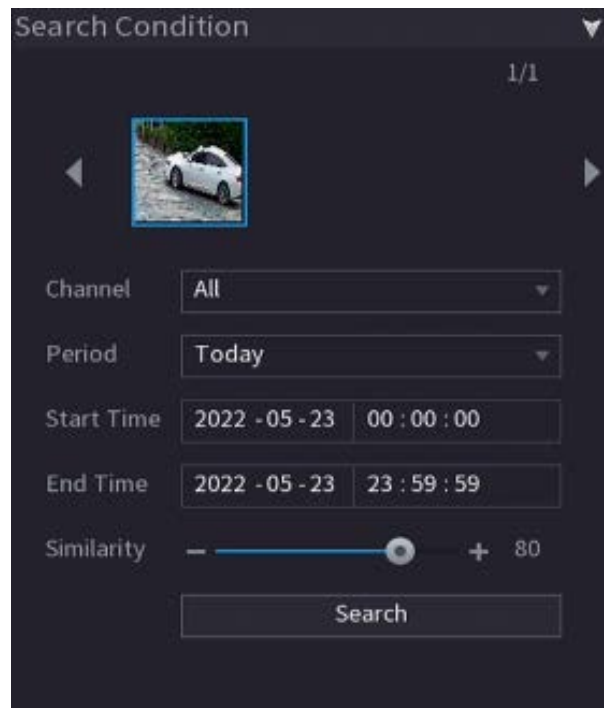 Search Condition
1/1
Channel All
Period Today
Start Time 2022 -05 -23 00 : 00 : 00
End Time 2022 -05 -23 23 : 59 : 59
Similarity − + 80
Search